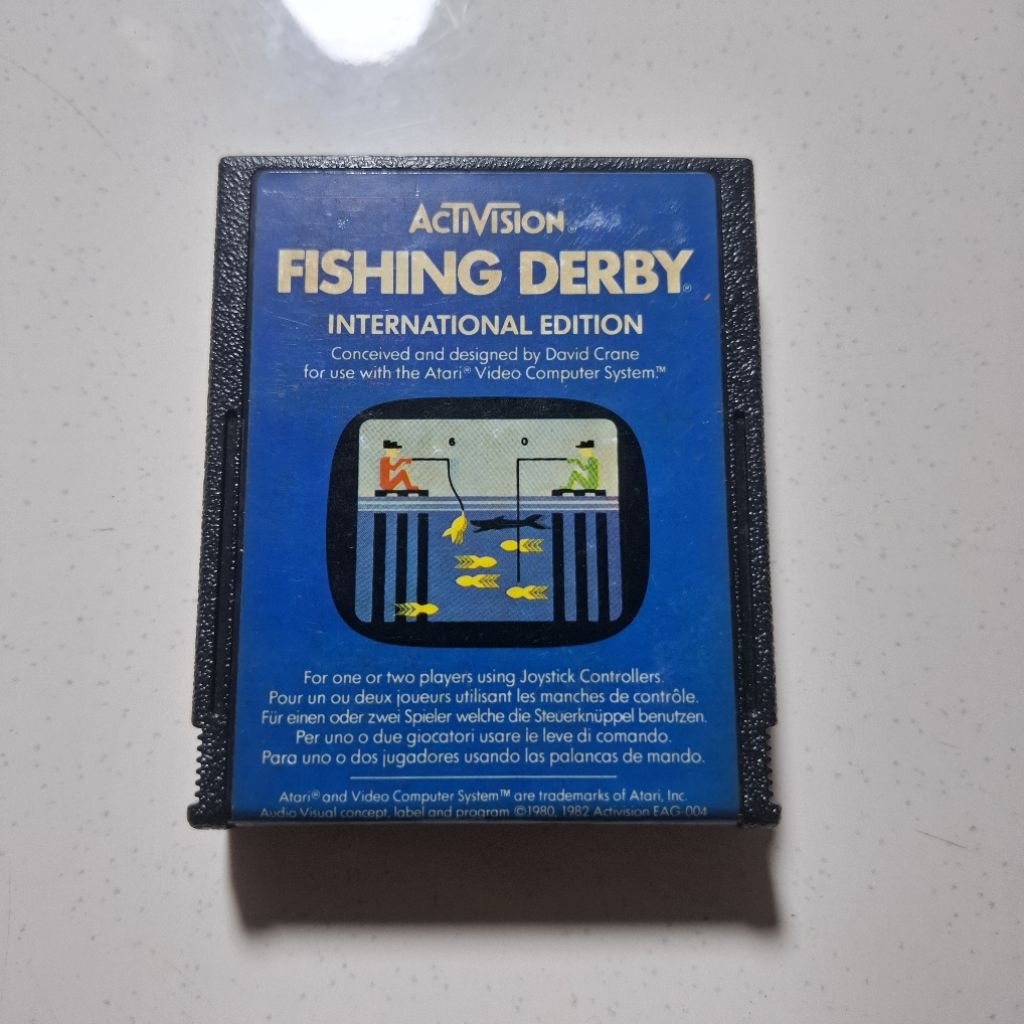 ACTIVISION®
FISHING DERBY®
INTERNATIONAL EDITION
Conceived and designed by David Crane
for use with the Atari® Video Computer System.™
6 0
For one or two players using Joystick Controllers.
Pour un ou deux joueurs utilisant les manches de contrôle.
Für einen oder zwei Spieler welche die Steuerknüppel benutzen.
Per uno o due giocatori usare le leve di comando.
Para uno o dos jugadores usando las palancas de mando.
Atari® and Video Computer System™ are trademarks of Atari, Inc.
Audio Visual concept, label and program ©1980, 1982 Activision EAG-004